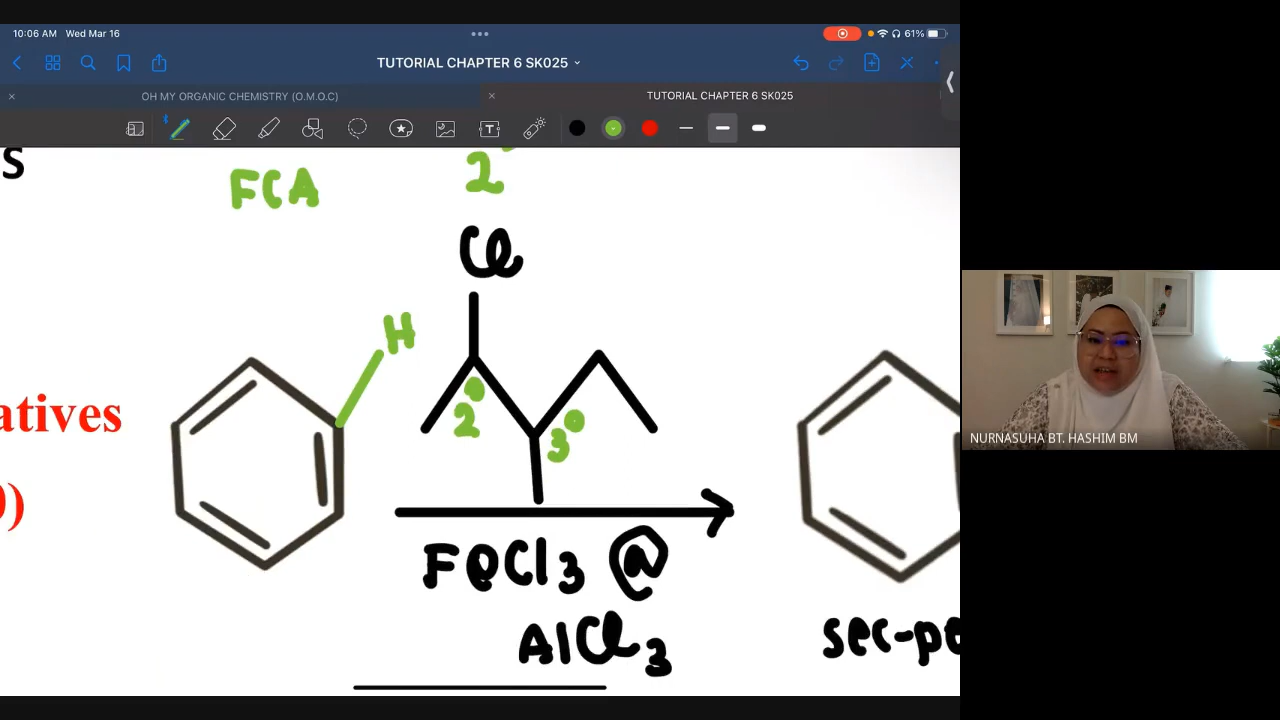 10:06 AM Wed Mar 16
61%
TUTORIAL CHAPTER 6 SK025
OH MY ORGANIC CHEMISTRY (O.M.O.C)
TUTORIAL CHAPTER 6 SK025
S
FCA
2°
Cl
H
2°
3°
atives
0)
FeCl3 @
AlCl3
sec-pe
NURNASUHA BT. HASHIM BM